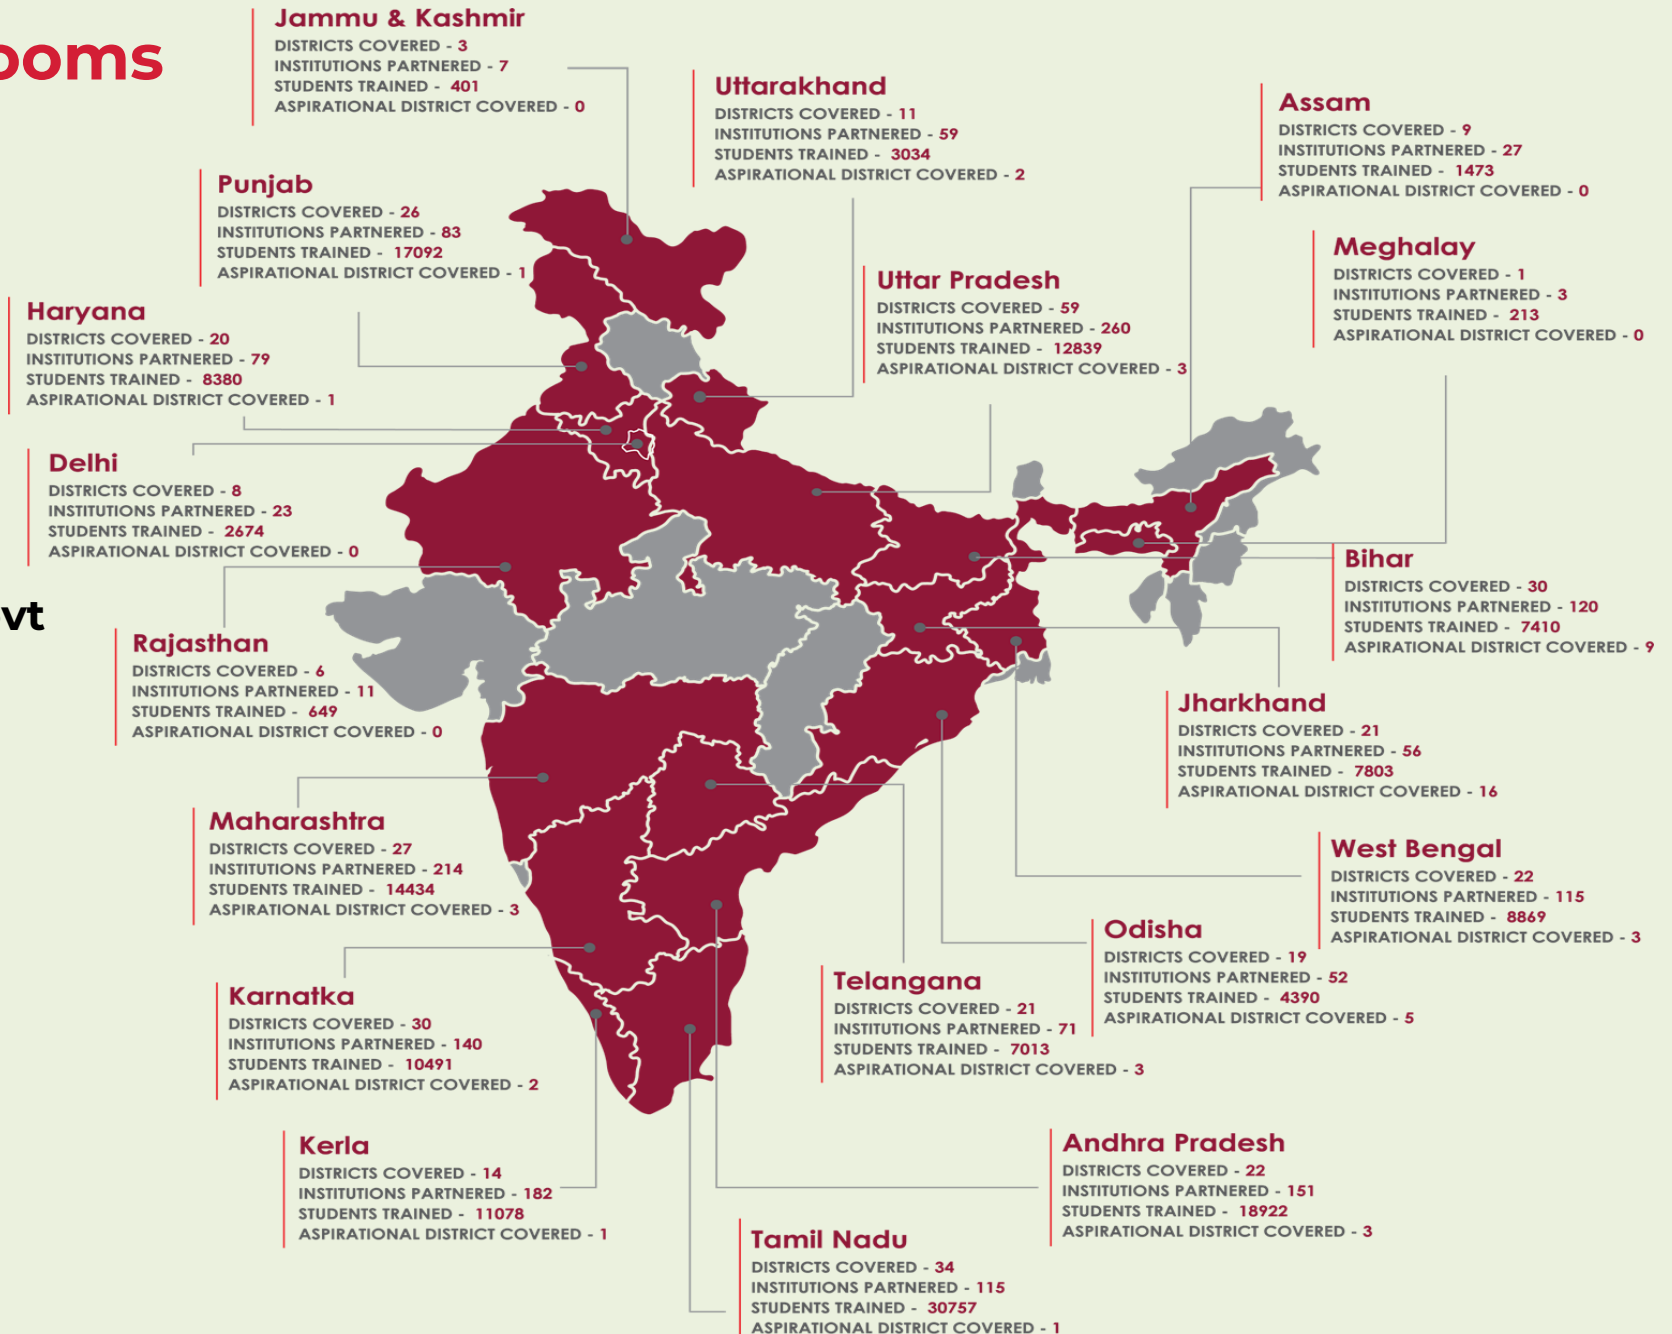 ooms
vt
Jammu & Kashmir
DISTRICTS COVERED - 3
INSTITUTIONS PARTNERED - 7
STUDENTS TRAINED - 401
ASPIRATIONAL DISTRICT COVERED - 0
Uttarakhand
DISTRICTS COVERED - 11
INSTITUTIONS PARTNERED - 59
STUDENTS TRAINED - 3034
ASPIRATIONAL DISTRICT COVERED - 2
Assam
DISTRICTS COVERED - 9
INSTITUTIONS PARTNERED - 27
STUDENTS TRAINED - 1473
ASPIRATIONAL DISTRICT COVERED - 0
Punjab
DISTRICTS COVERED - 26
INSTITUTIONS PARTNERED - 83
STUDENTS TRAINED - 17092
ASPIRATIONAL DISTRICT COVERED - 1
Meghalay
DISTRICTS COVERED - 1
INSTITUTIONS PARTNERED - 3
STUDENTS TRAINED - 213
ASPIRATIONAL DISTRICT COVERED - 0
Uttar Pradesh
DISTRICTS COVERED - 59
INSTITUTIONS PARTNERED - 260
STUDENTS TRAINED - 12839
ASPIRATIONAL DISTRICT COVERED - 3
Haryana
DISTRICTS COVERED - 20
INSTITUTIONS PARTNERED - 79
STUDENTS TRAINED - 8380
ASPIRATIONAL DISTRICT COVERED - 1
Delhi
DISTRICTS COVERED - 8
INSTITUTIONS PARTNERED - 23
STUDENTS TRAINED - 2674
ASPIRATIONAL DISTRICT COVERED - 0
Bihar
DISTRICTS COVERED - 30
INSTITUTIONS PARTNERED - 120
STUDENTS TRAINED - 7410
ASPIRATIONAL DISTRICT COVERED - 9
Rajasthan
DISTRICTS COVERED - 6
INSTITUTIONS PARTNERED - 11
STUDENTS TRAINED - 649
ASPIRATIONAL DISTRICT COVERED - 0
Jharkhand
DISTRICTS COVERED - 21
INSTITUTIONS PARTNERED - 56
STUDENTS TRAINED - 7803
ASPIRATIONAL DISTRICT COVERED - 16
Maharashtra
DISTRICTS COVERED - 27
INSTITUTIONS PARTNERED - 214
STUDENTS TRAINED - 14434
ASPIRATIONAL DISTRICT COVERED - 3
West Bengal
DISTRICTS COVERED - 22
INSTITUTIONS PARTNERED - 115
STUDENTS TRAINED - 8869
ASPIRATIONAL DISTRICT COVERED - 3
Odisha
DISTRICTS COVERED - 19
INSTITUTIONS PARTNERED - 52
STUDENTS TRAINED - 4390
ASPIRATIONAL DISTRICT COVERED - 5
Telangana
DISTRICTS COVERED - 21
INSTITUTIONS PARTNERED - 71
STUDENTS TRAINED - 7013
ASPIRATIONAL DISTRICT COVERED - 3
Karnatka
DISTRICTS COVERED - 30
INSTITUTIONS PARTNERED - 140
STUDENTS TRAINED - 10491
ASPIRATIONAL DISTRICT COVERED - 2
Kerla
DISTRICTS COVERED - 14
INSTITUTIONS PARTNERED - 182
STUDENTS TRAINED - 11078
ASPIRATIONAL DISTRICT COVERED - 1
Andhra Pradesh
DISTRICTS COVERED - 22
INSTITUTIONS PARTNERED - 151
STUDENTS TRAINED - 18922
ASPIRATIONAL DISTRICT COVERED - 3
Tamil Nadu
DISTRICTS COVERED - 34
INSTITUTIONS PARTNERED - 115
STUDENTS TRAINED - 30757
ASPIRATIONAL DISTRICT COVERED - 1